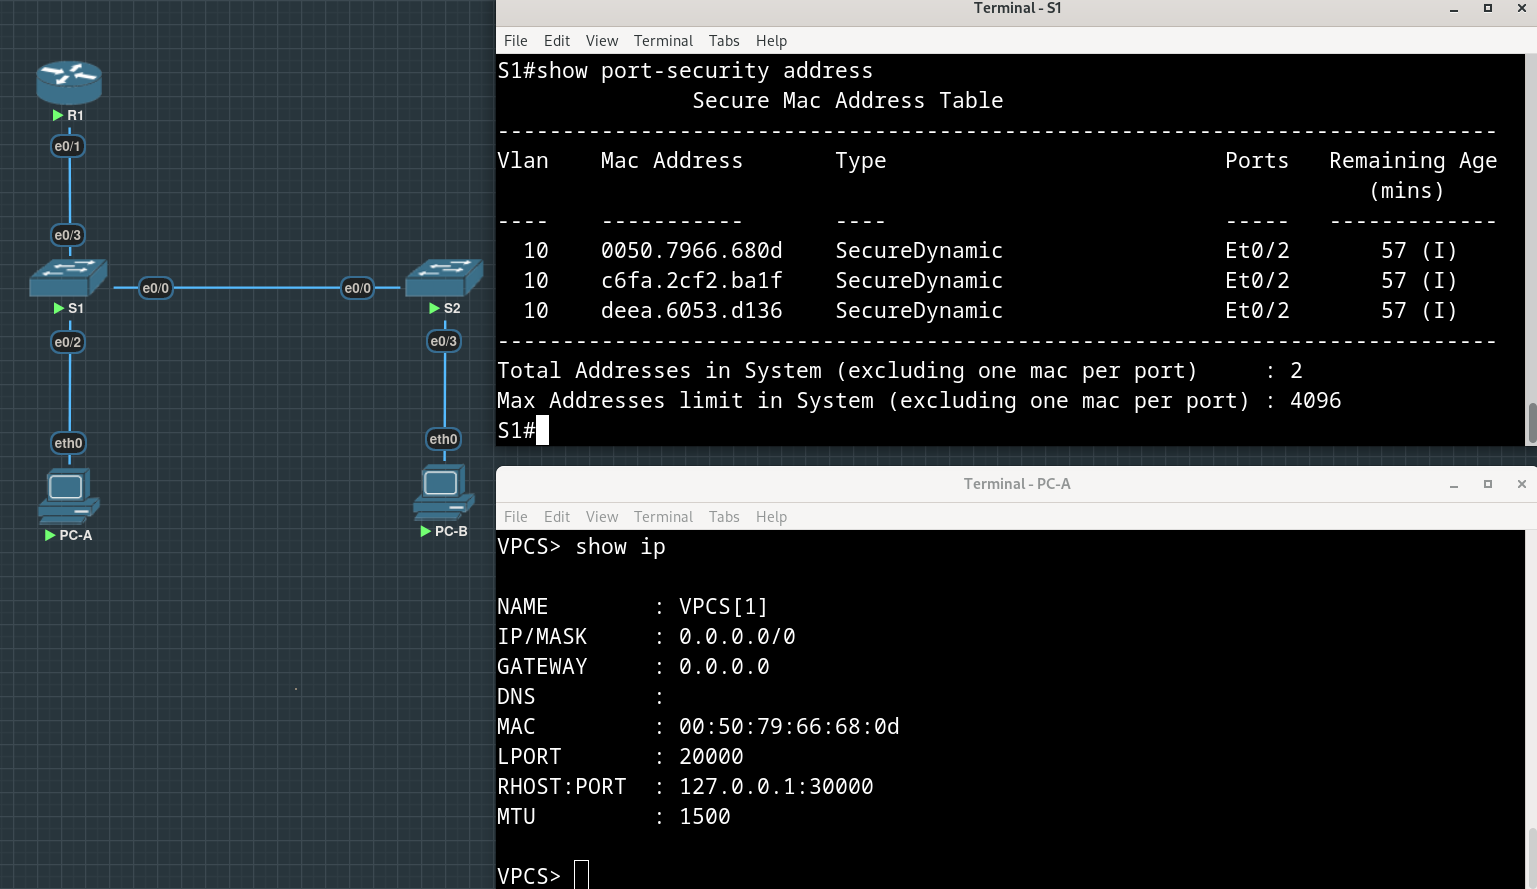 R1
e0/1
e0/3
S1
e0/0
e0/0
S2
e0/2
e0/3
eth0
eth0
PC-A
PC-B
Terminal - S1
File Edit View Terminal Tabs Help
S1#show port-security address
Secure Mac Address Table
-----------------------------------------------------------------------------
Vlan    Mac Address       Type                          Ports   Remaining Age
(mins)
----    -----------       ----                          -----   -------------
10    0050.7966.680d    SecureDynamic                 Et0/2       57 (I)
10    c6fa.2cf2.ba1f    SecureDynamic                 Et0/2       57 (I)
10    deea.6053.d136    SecureDynamic                 Et0/2       57 (I)
-----------------------------------------------------------------------------
Total Addresses in System (excluding one mac per port)     : 2
Max Addresses limit in System (excluding one mac per port) : 4096
S1#
Terminal - PC-A
File Edit View Terminal Tabs Help
VPCS> show ip
NAME        : VPCS[1]
IP/MASK     : 0.0.0.0/0
GATEWAY     : 0.0.0.0
DNS         :
MAC         : 00:50:79:66:68:0d
LPORT       : 20000
RHOST:PORT  : 127.0.0.1:30000
MTU         : 1500
VPCS>